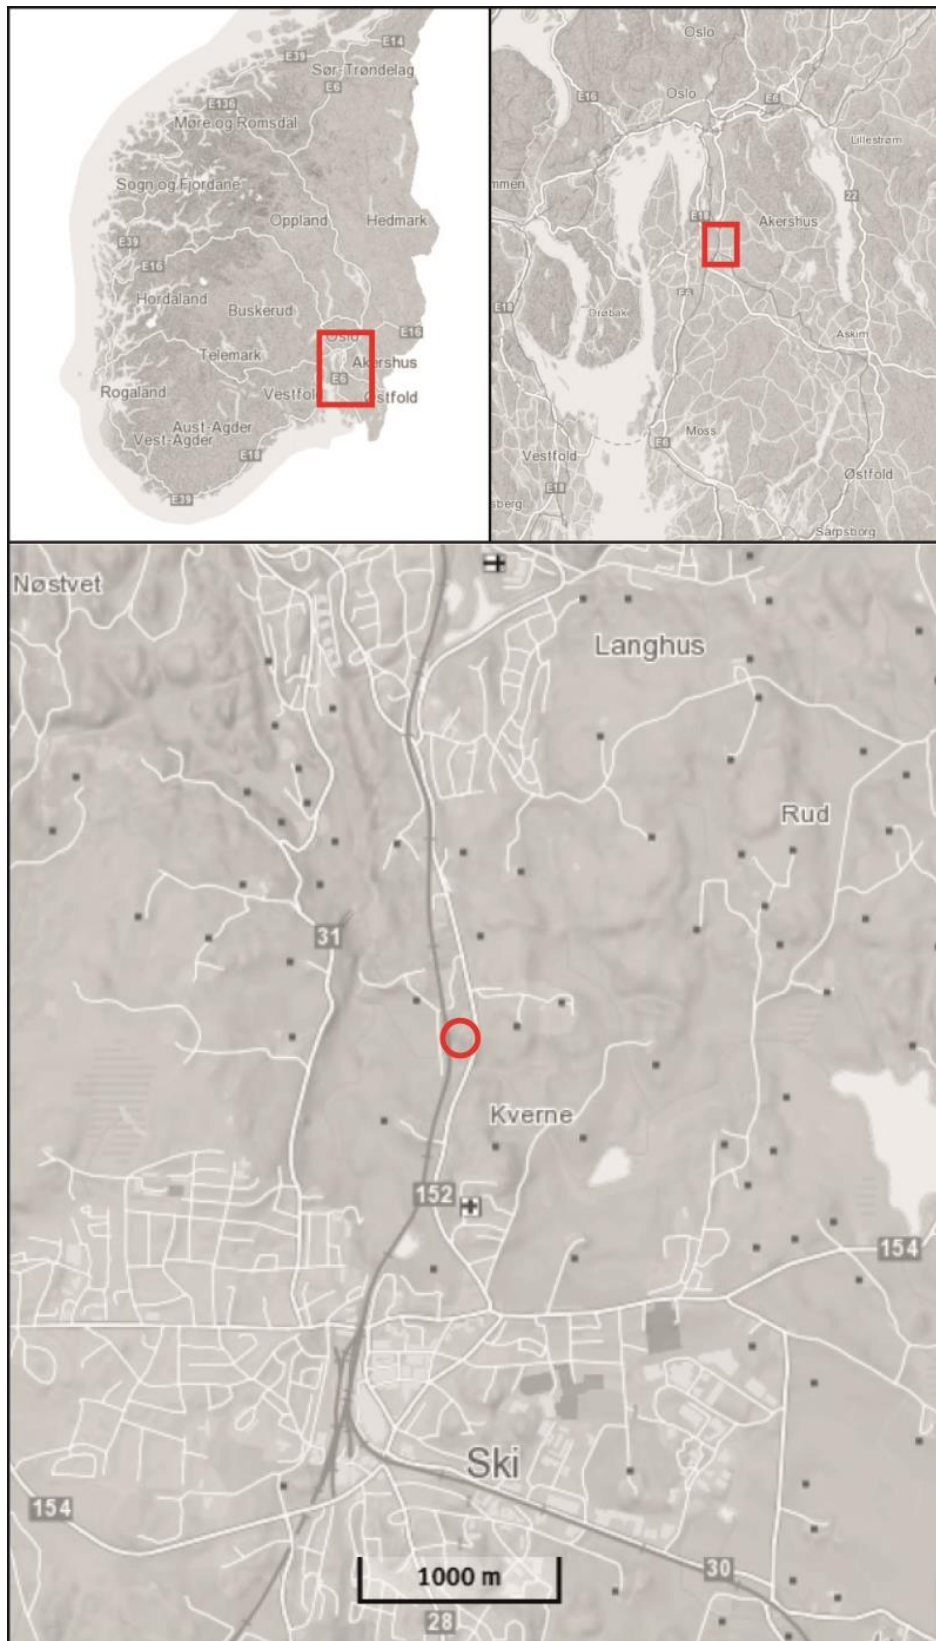 E39
E14
Sør-Trøndelag
E6
E136
Møre og Romsdal
Sogn og Fjordane
Oppland
Hedmark
E39
E16
Hordaland
Buskerud
E16
Oslo
Telemark
Akershus
E6
Rogaland
Vestfold
Østfold
Aust-Agder
Vest-Agder
E18
E39
Oslo
E16
Oslo
E6
Lillestrøm
mmen
22
E18
Akershus
E6
E18
Drøbak
Askim
Moss
E6
Vestfold
Østfold
E18
sberg
Sarpsborg
Nøstvet
Langhus
Rud
31
Kverne
152
154
Ski
154
30
1000 m
28